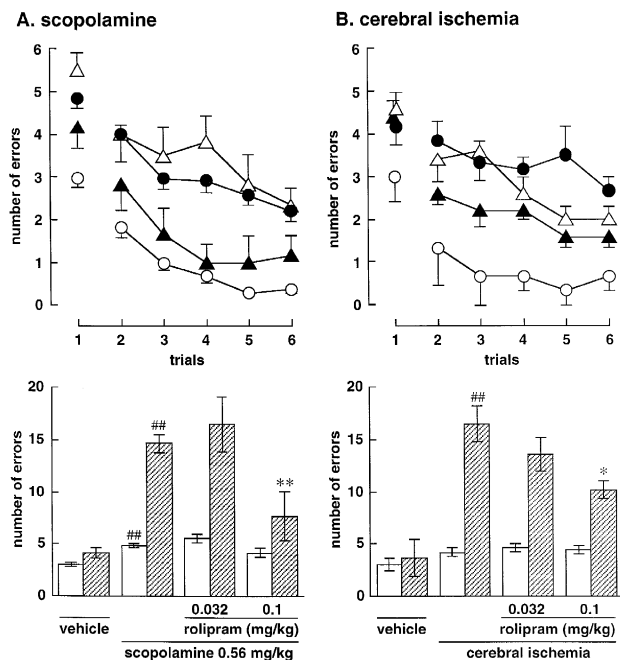 A. scopolamine
number of errors
6
5
4
3
2
1
0
1 2 3 4 5 6
trials
B. cerebral ischemia
number of errors
6
5
4
3
2
1
0
1 2 3 4 5 6
trials
number of errors
20
15
10
5
0
##
##
**
0.032 0.1
vehicle rolipram (mg/kg)
scopolamine 0.56 mg/kg
number of errors
20
15
10
5
0
##
*
0.032 0.1
vehicle rolipram (mg/kg)
cerebral ischemia